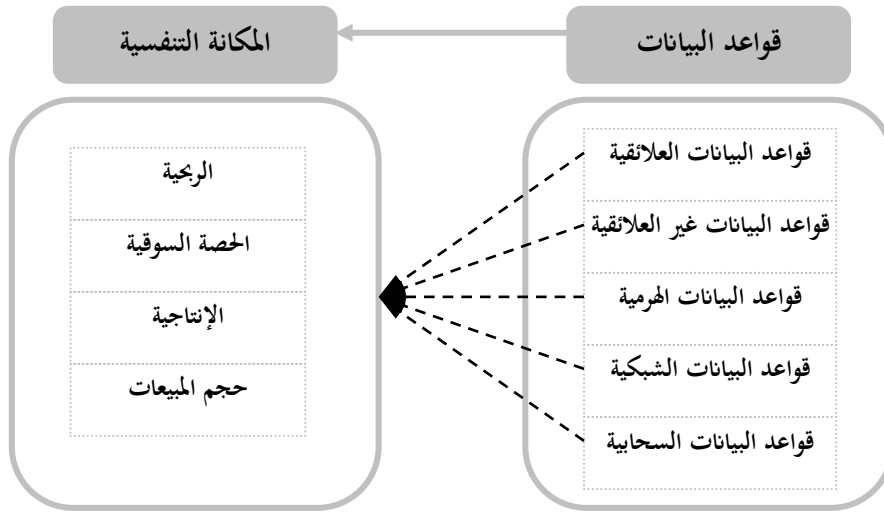 قواعد البيانات
المكانة التنفسية
قواعد البيانات العلائقية
قواعد البيانات غير العلائقية
قواعد البيانات الهرمية
قواعد البيانات الشبكية
قواعد البيانات السحابية
الربحية
الحصة السوقية
الإنتاجية
حجم المبيعات